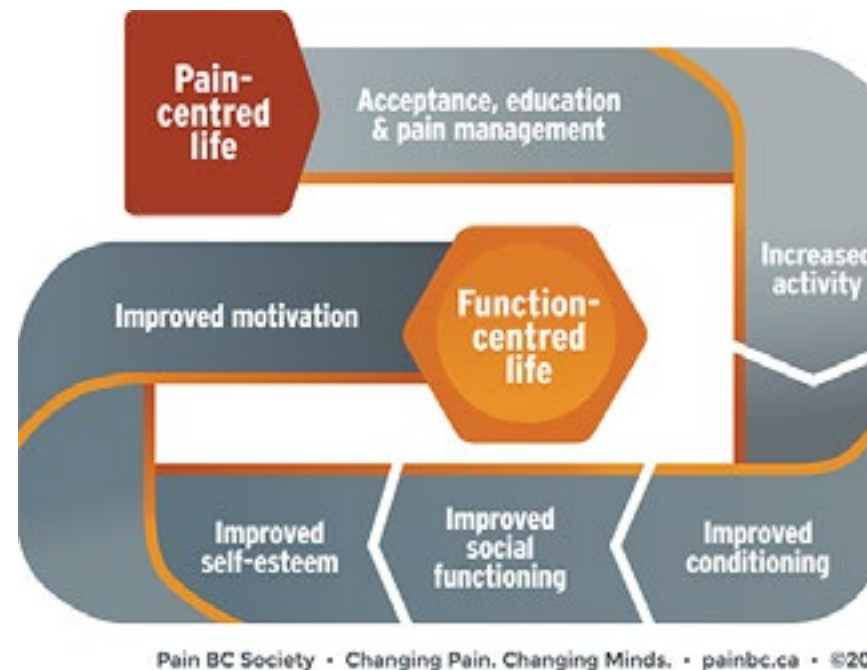 Pain-
centred
life
Acceptance, education
& pain management
Increased
activity
Improved
conditioning
Improved
social
functioning
Improved
self-esteem
Improved motivation
Function-
centred
life
Pain BC Society • Changing Pain. Changing Minds. • painbc.ca • ©20